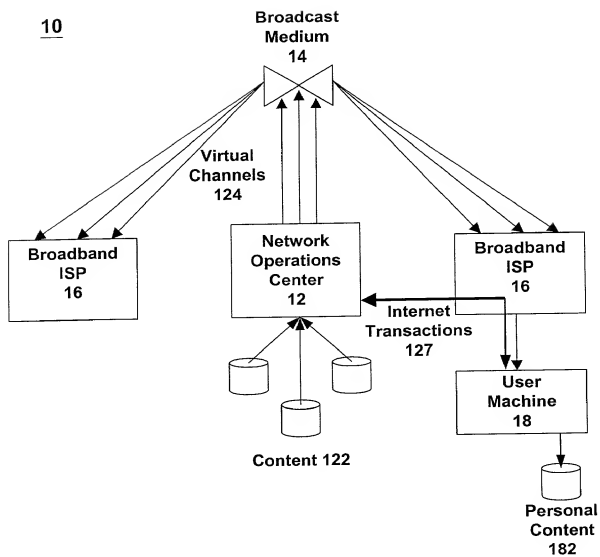 10
Broadcast
Medium
14
Virtual
Channels
124
Broadband
ISP
16
Network
Operations
Center
12
Broadband
ISP
16
Internet
Transactions
127
User
Machine
18
Content 122
Personal
Content
182